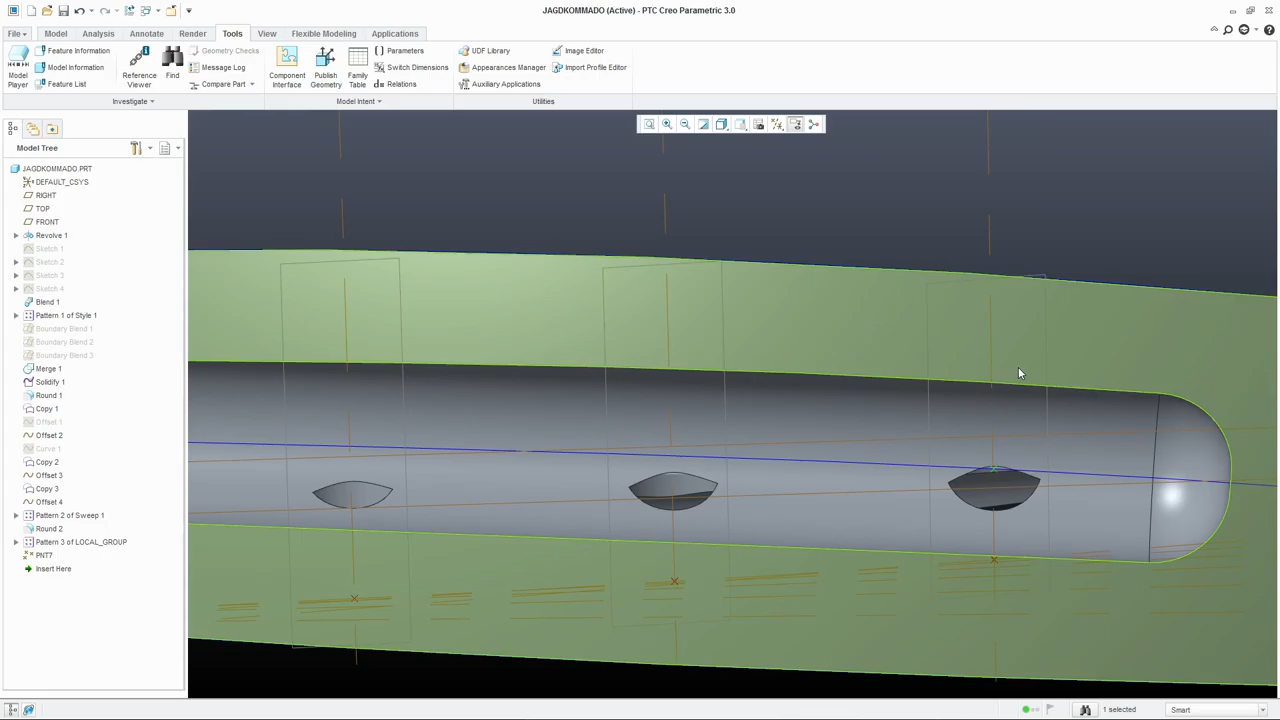 JAGDKOMMADO (Active) - PTC Creo Parametric 3.0
File Model Analysis Annotate Render Tools View Flexible Modeling Applications
Model Player
Feature Information
Model Information
Feature List
Reference Viewer
Find
Geometry Checks
Message Log
Compare Part
Component Interface
Publish Geometry
Family Table
Parameters
Switch Dimensions
Relations
UDF Library
Appearances Manager
Auxiliary Applications
Image Editor
Import Profile Editor
Investigate Model Intent Utilities
Model Tree
JAGDKOMMADO.PRT
DEFAULT_CSYS
RIGHT
TOP
FRONT
Revolve 1
Sketch 1
Sketch 2
Sketch 3
Sketch 4
Blend 1
Pattern 1 of Style 1
Boundary Blend 1
Boundary Blend 2
Boundary Blend 3
Merge 1
Solidify 1
Round 1
Copy 1
Offset 1
Offset 2
Curve 1
Copy 2
Offset 3
Copy 3
Offset 4
Pattern 2 of Sweep 1
Round 2
Pattern 3 of LOCAL_GROUP
PNT7
Insert Here
1 selected Smart